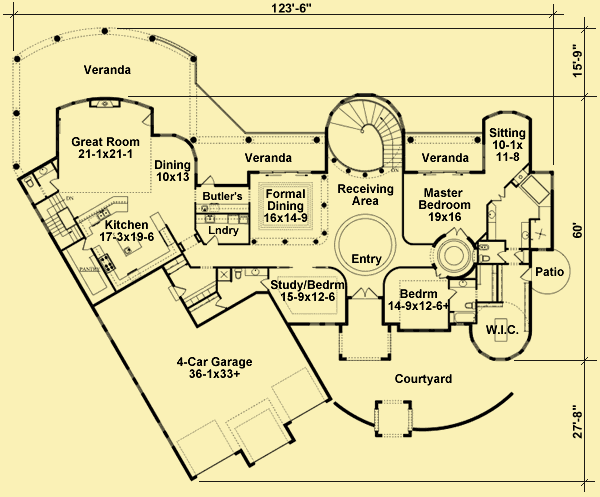 123'-6"
15'-9"
Veranda
Great Room
21-1x21-1
Dining
10x13
Veranda
Veranda
Sitting
10-1x
11-8
Butler's
Formal
Dining
16x14-9
Receiving
Area
Master
Bedroom
19x16
DN
DN
Kitchen
17-3x19-6
Lndry
60'
PANTRY
Entry
Patio
Study/Bedrm
15-9x12-6
Bedrm
14-9x12-6+
W.I.C.
4-Car Garage
36-1x33+
Courtyard
27'-8"